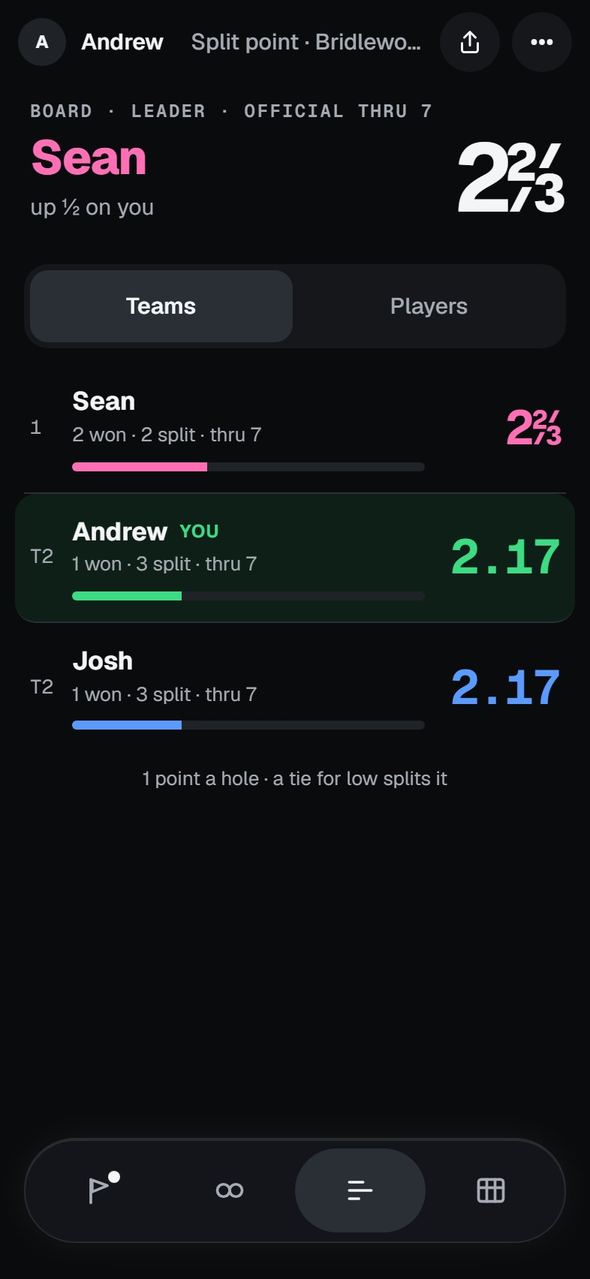 A Andrew Split point · Bridlewo…
BOARD · LEADER · OFFICIAL THRU 7
Sean
up ½ on you
2⅔
Teams Players
1 Sean
2 won · 2 split · thru 7
2⅔
T2 Andrew YOU
1 won · 3 split · thru 7
2.17
T2 Josh
1 won · 3 split · thru 7
2.17
1 point a hole · a tie for low splits it